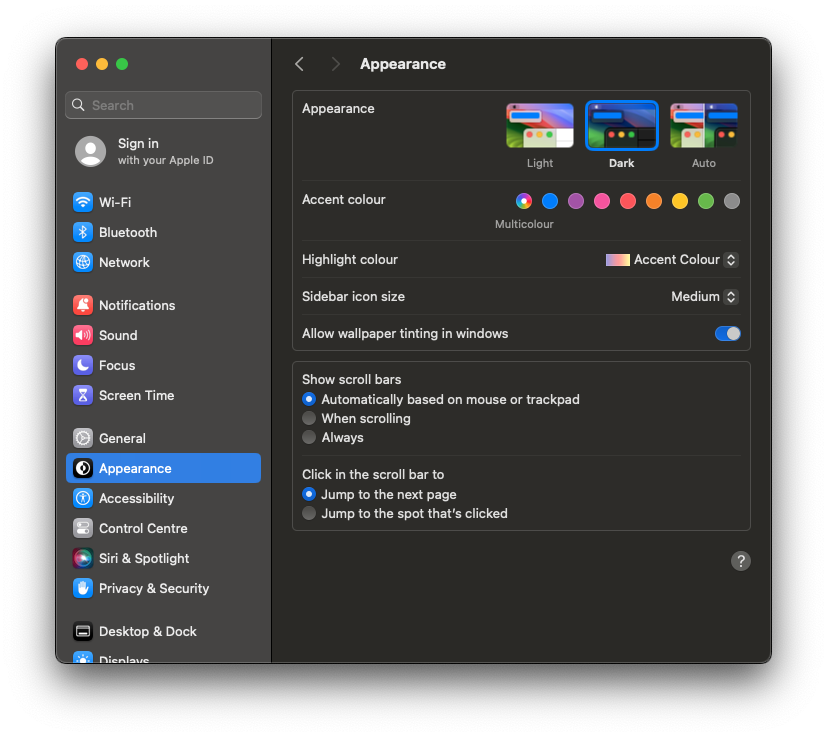 Search
Sign in
with your Apple ID
Wi-Fi
Bluetooth
Network
Notifications
Sound
Focus
Screen Time
General
Appearance
Accessibility
Control Centre
Siri & Spotlight
Privacy & Security
Desktop & Dock
Displays
Appearance
Appearance
Light
Dark
Auto
Accent colour
Multicolour
Highlight colour
Accent Colour
Sidebar icon size
Medium
Allow wallpaper tinting in windows
Show scroll bars
Automatically based on mouse or trackpad
When scrolling
Always
Click in the scroll bar to
Jump to the next page
Jump to the spot that's clicked
?